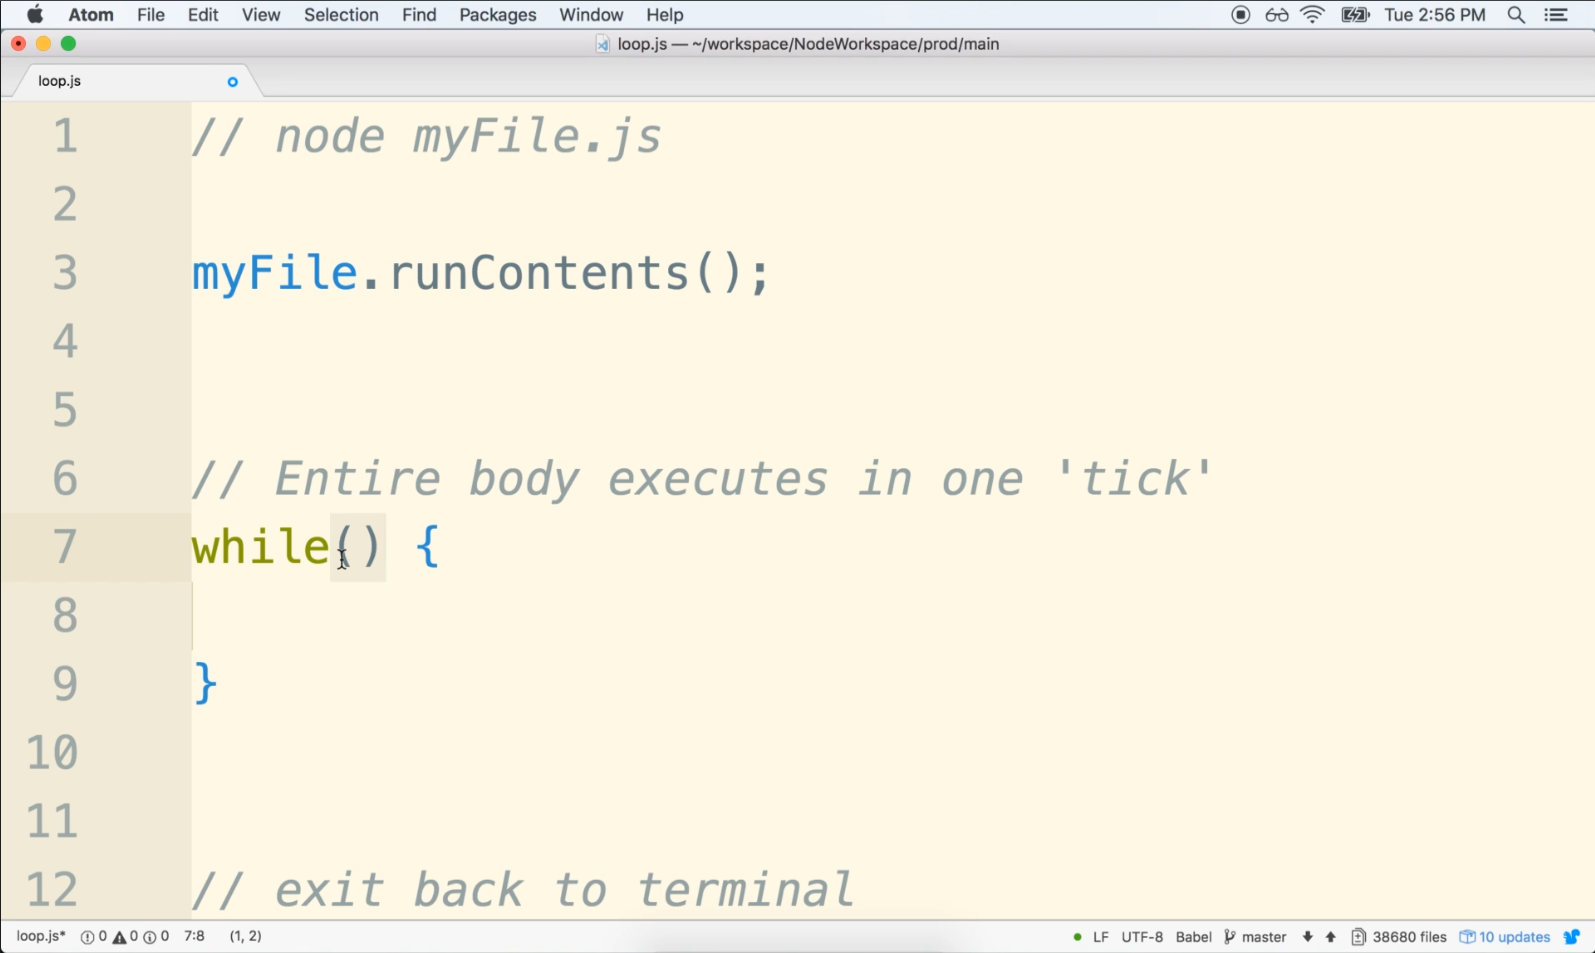 Atom File Edit View Selection Find Packages Window Help Tue 2:56 PM
loop.js — ~/workspace/NodeWorkspace/prod/main
loop.js
1 // node myFile.js
2
3 myFile.runContents();
4
5
6 // Entire body executes in one 'tick'
7 while() {
8
9 }
10
11
12 // exit back to terminal
loop.js* 0 0 0 7:8 (1, 2) LF UTF-8 Babel master 38680 files 10 updates